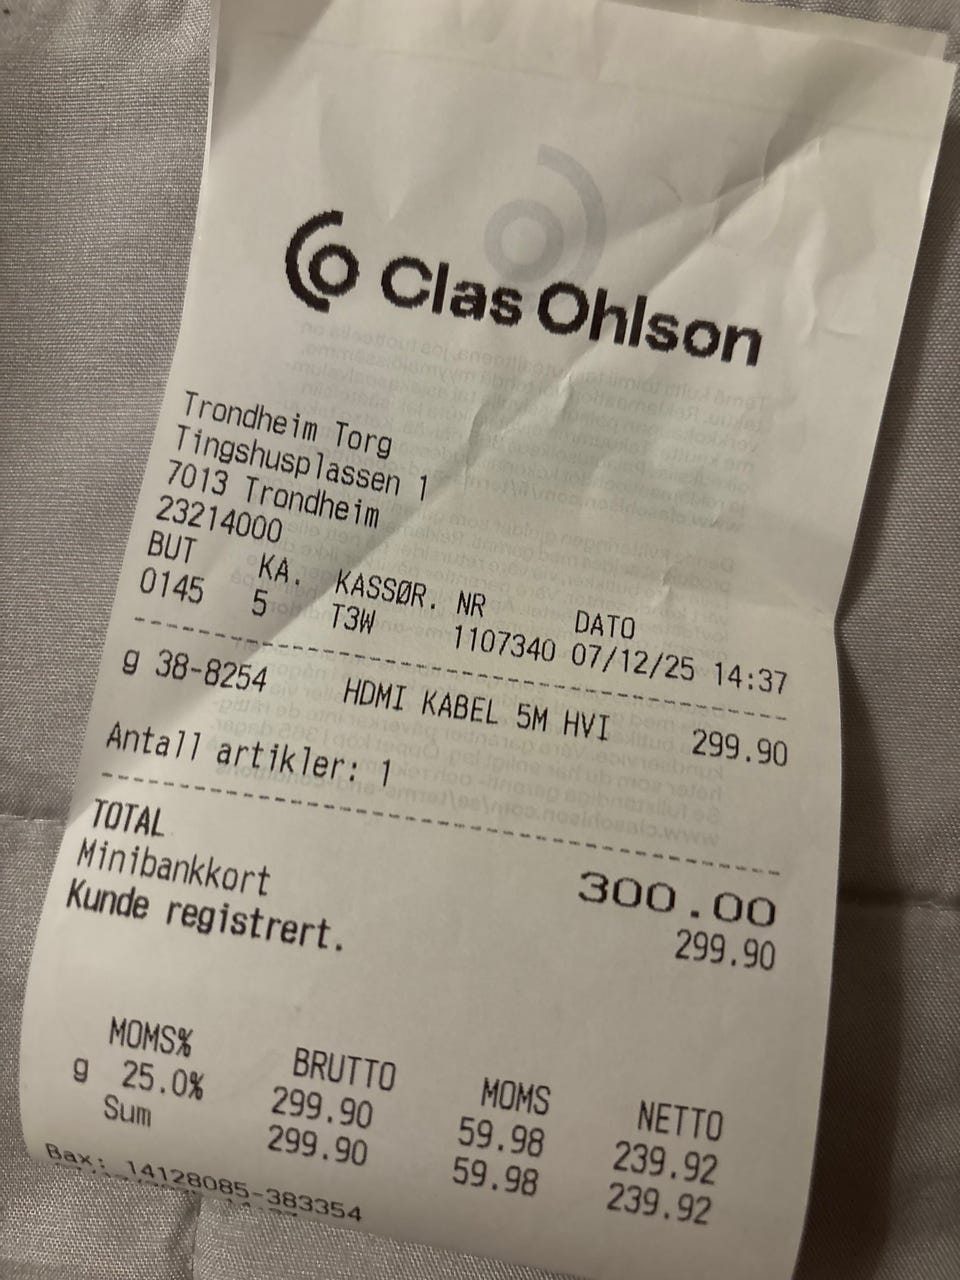 Clas Ohlson
Trondheim Torg
Tingshusplassen 1
7013 Trondheim
23214000
BUT KA. KASSØR. NR DATO
0145 5 T3W 1107340 07/12/25 14:37
g 38-8254 HDMI KABEL 5M HVI 299.90
Antall artikler: 1
TOTAL 300.00
Minibankkort 299.90
Kunde registrert.
MOMS% BRUTTO MOMS NETTO
g 25.0% 299.90 59.98 239.92
Sum 299.90 59.98 239.92
Bax: 14128085-383354